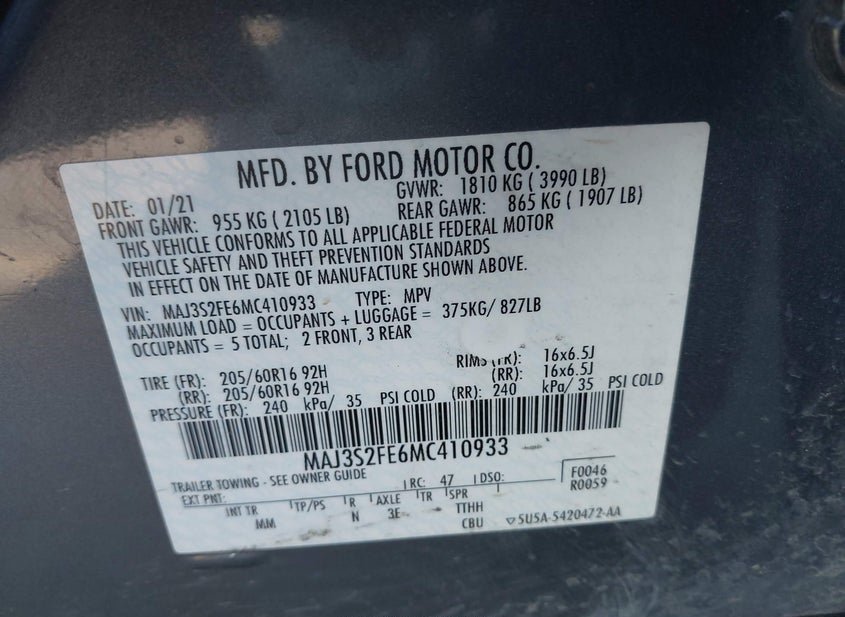 MFD. BY FORD MOTOR CO.
DATE: 01/21 GVWR: 1810 KG ( 3990 LB)
FRONT GAWR: 955 KG ( 2105 LB) REAR GAWR: 865 KG ( 1907 LB)
THIS VEHICLE CONFORMS TO ALL APPLICABLE FEDERAL MOTOR
VEHICLE SAFETY AND THEFT PREVENTION STANDARDS
IN EFFECT ON THE DATE OF MANUFACTURE SHOWN ABOVE.
VIN: MAJ3S2FE6MC410933 TYPE: MPV
MAXIMUM LOAD = OCCUPANTS + LUGGAGE = 375KG/ 827LB
OCCUPANTS = 5 TOTAL; 2 FRONT, 3 REAR
TIRE (FR): 205/60R16 92H RIMS (FR): 16x6.5J
(RR): 205/60R16 92H (RR): 16x6.5J
PRESSURE (FR): 240 kPa/ 35 PSI COLD (RR): 240 kPa/ 35 PSI COLD
MAJ3S2FE6MC410933
TRAILER TOWING - SEE OWNER GUIDE
EXT PNT: RC: 47 DSO: F0046
R0059
INT TR TP/PS R AXLE TR SPR
MM N 3E TTHH
CBU 5U5A-5420472-AA